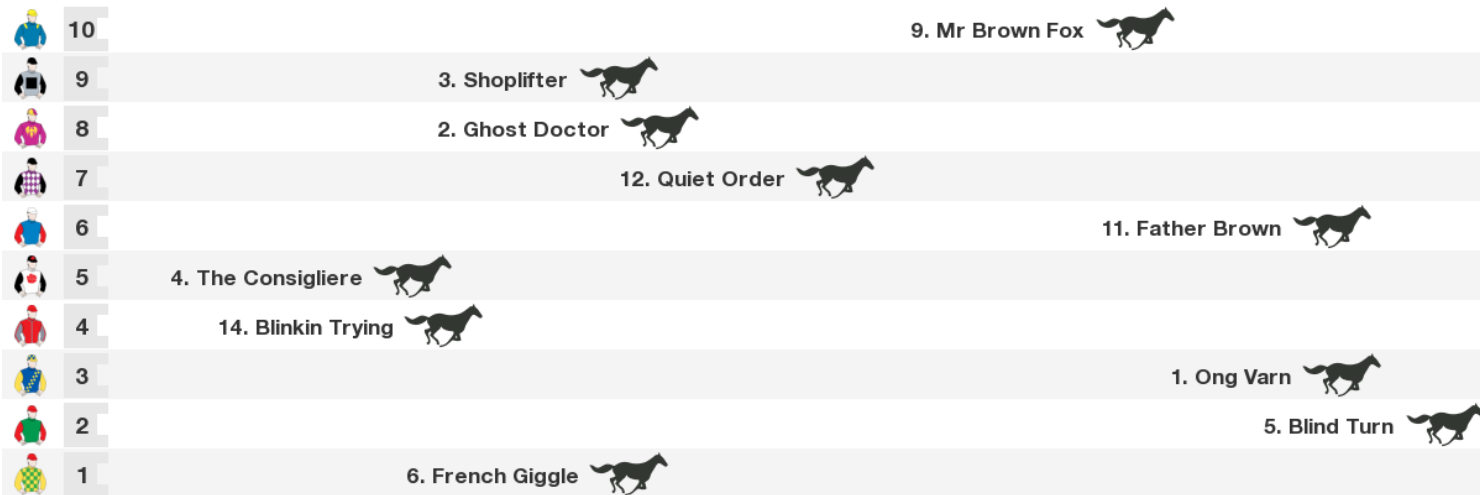 10 9. Mr Brown Fox
9 3. Shoplifter
8 2. Ghost Doctor
7 12. Quiet Order
6 11. Father Brown
5 4. The Consigliere
4 14. Blinkin Trying
3 1. Ong Varn
2 5. Blind Turn
1 6. French Giggle